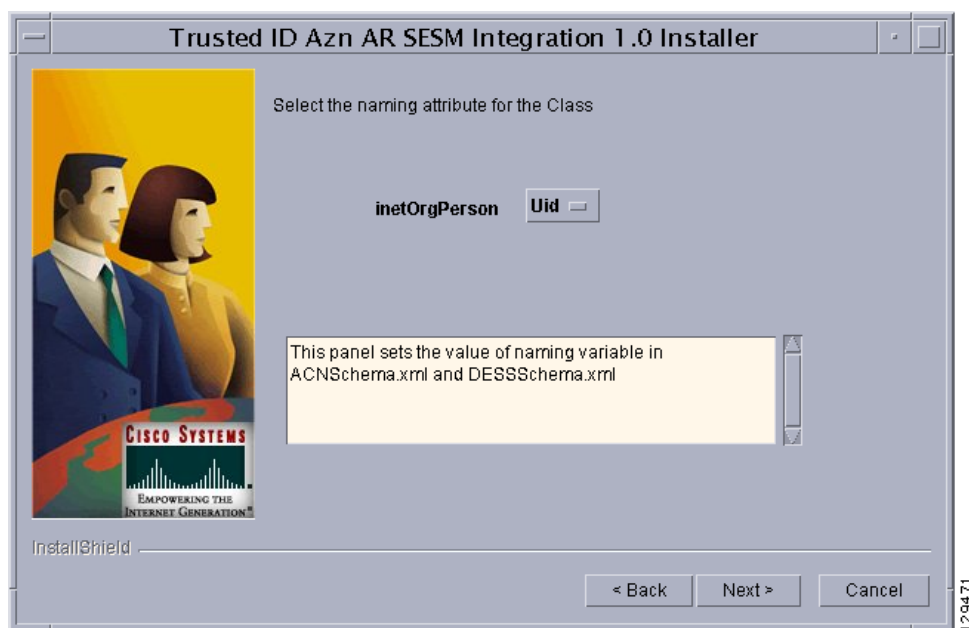 Trusted ID Azn AR SESM Integration 1.0 Installer
Select the naming attribute for the Class
inetOrgPerson Uid
This panel sets the value of naming variable in
ACNSchema.xml and DESSSchema.xml
CISCO SYSTEMS
EMPOWERING THE
INTERNET GENERATION
InstallShield
< Back Next > Cancel
129471